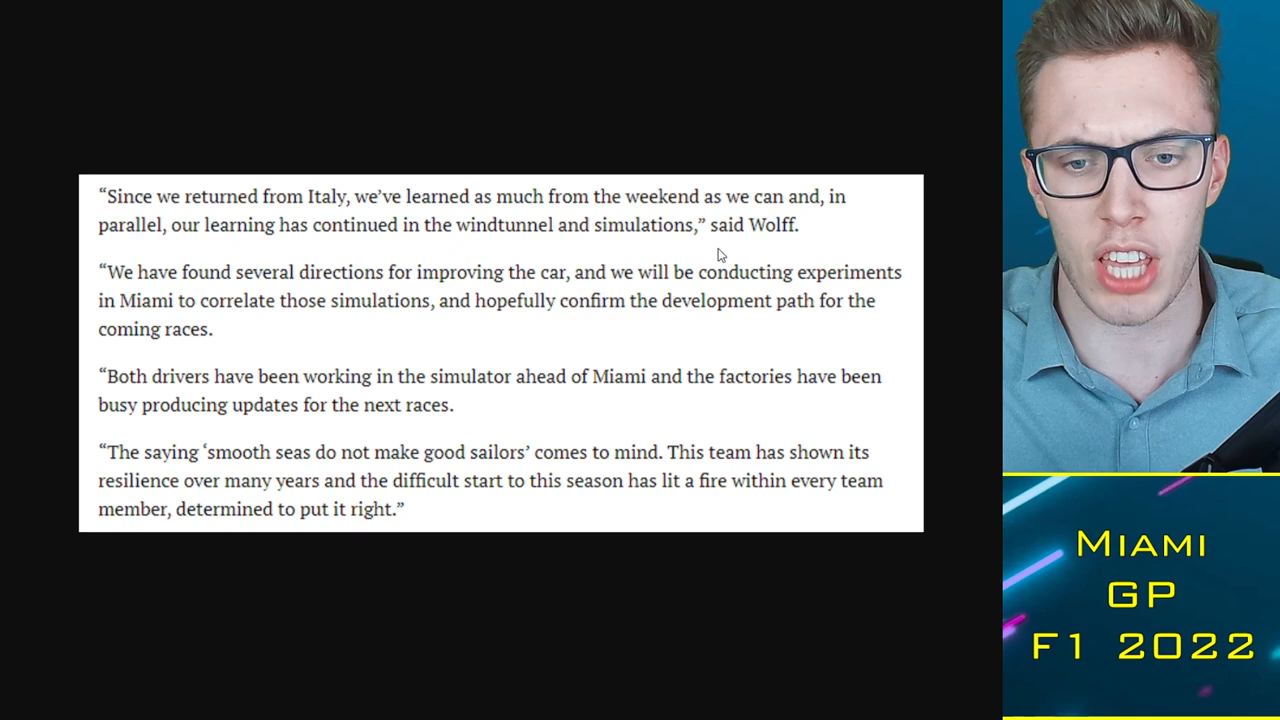 “Since we returned from Italy, we’ve learned as much from the weekend as we can and, in
parallel, our learning has continued in the windtunnel and simulations,” said Wolff.
“We have found several directions for improving the car, and we will be conducting experiments
in Miami to correlate those simulations, and hopefully confirm the development path for the
coming races.
“Both drivers have been working in the simulator ahead of Miami and the factories have been
busy producing updates for the next races.
“The saying ‘smooth seas do not make good sailors’ comes to mind. This team has shown its
resilience over many years and the difficult start to this season has lit a fire within every team
member, determined to put it right.”
Miami
GP
F1 2022